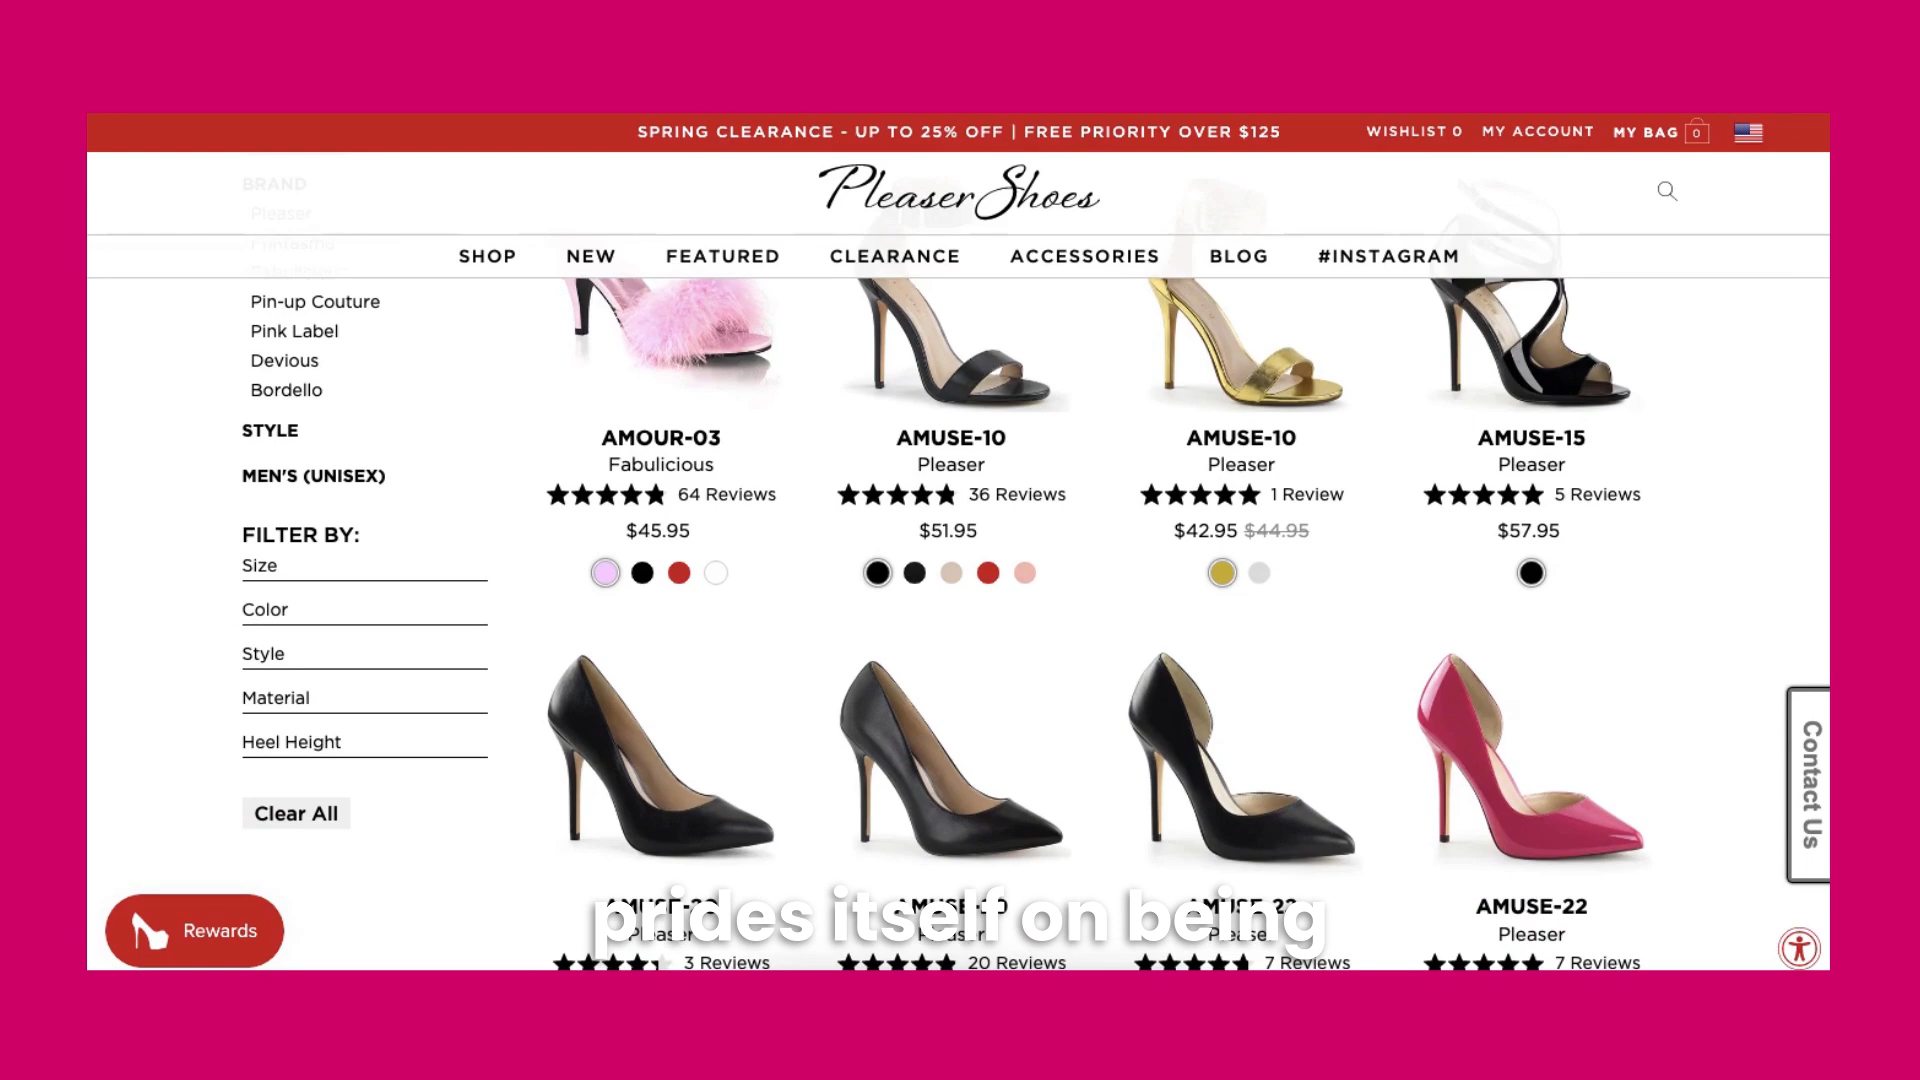 SPRING CLEARANCE - UP TO 25% OFF | FREE PRIORITY OVER $125
WISHLIST 0 MY ACCOUNT MY BAG 0
Pleaser Shoes
SHOP NEW FEATURED CLEARANCE ACCESSORIES BLOG #INSTAGRAM
BRAND
Pleaser
Pin-up Couture
Pink Label
Devious
Bordello
STYLE
MEN'S (UNISEX)
FILTER BY:
Size
Color
Style
Material
Heel Height
Clear All
Rewards
AMOUR-03 AMUSE-10 AMUSE-10 AMUSE-15
Fabulicious Pleaser Pleaser Pleaser
64 Reviews 36 Reviews 1 Review 5 Reviews
$45.95 $51.95 $42.95 $44.95 $57.95
AMUSE-22
Pleaser Pleaser Pleaser Pleaser
3 Reviews 20 Reviews 7 Reviews 7 Reviews
prides itself on being
Contact Us